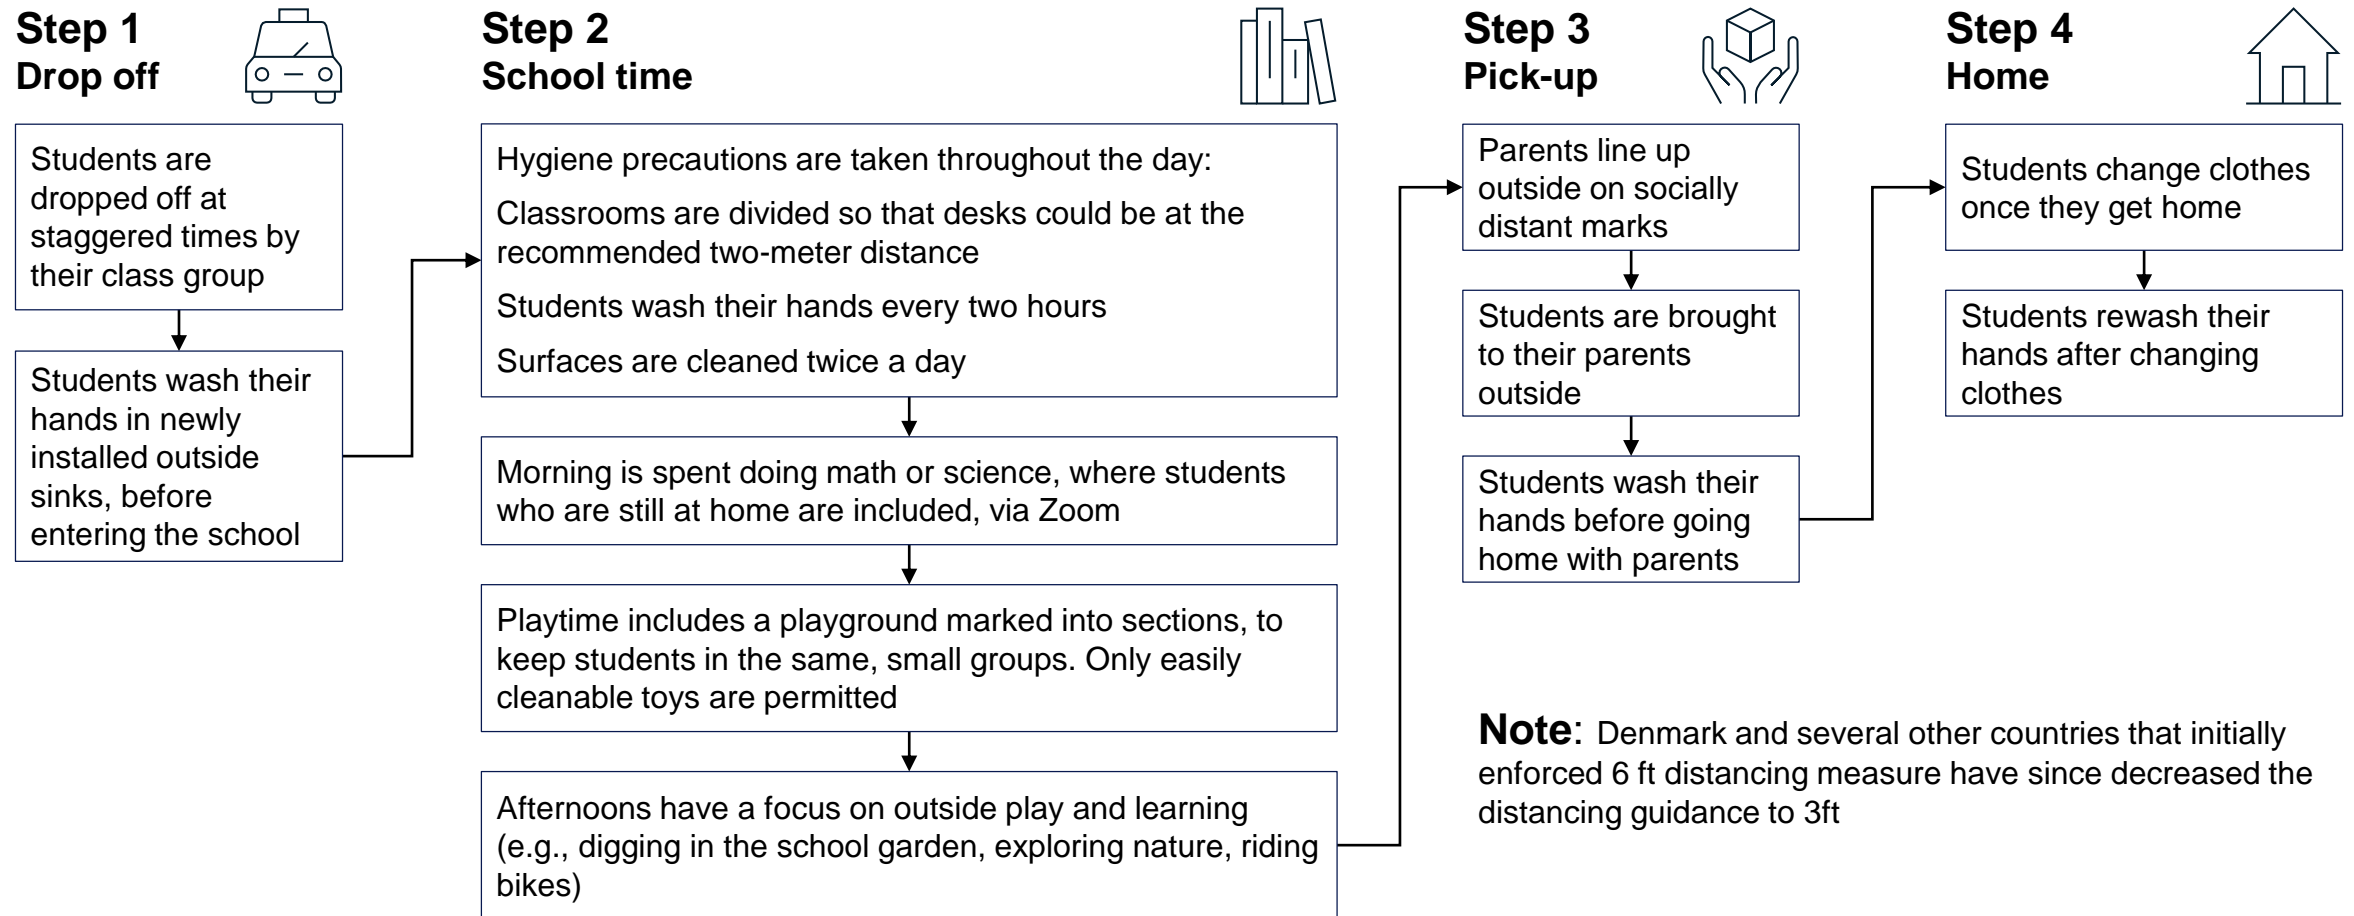 Step 1
Drop off
Students are
dropped off at
staggered times by
their class group
Students wash their
hands in newly
installed outside
sinks, before
entering the school
Step 2
School time
Hygiene precautions are taken throughout the day:
Classrooms are divided so that desks could be at the
recommended two-meter distance
Students wash their hands every two hours
Surfaces are cleaned twice a day
Morning is spent doing math or science, where students
who are still at home are included, via Zoom
Playtime includes a playground marked into sections, to
keep students in the same, small groups. Only easily
cleanable toys are permitted
Afternoons have a focus on outside play and learning
(e.g., digging in the school garden, exploring nature, riding
bikes)
Step 3
Pick-up
Parents line up
outside on socially
distant marks
Students are brought
to their parents
outside
Students wash their
hands before going
home with parents
Step 4
Home
Students change clothes
once they get home
Students rewash their
hands after changing
clothes
Note: Denmark and several other countries that initially
enforced 6 ft distancing measure have since decreased the
distancing guidance to 3ft